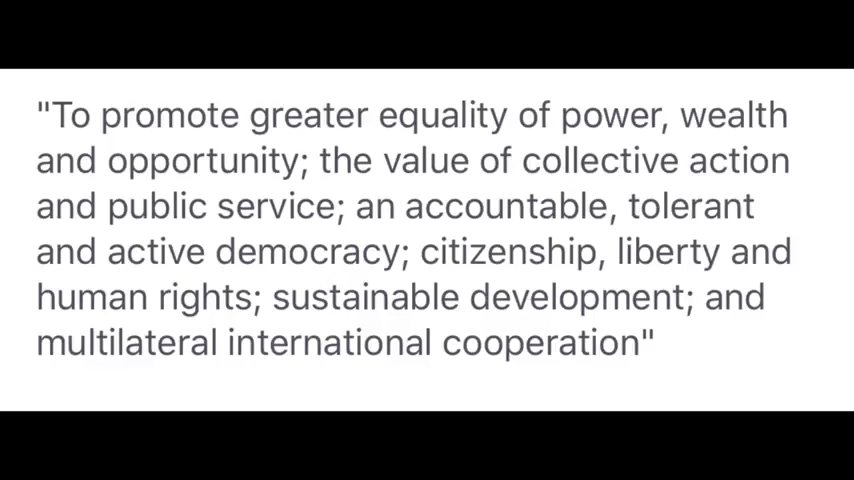 "To promote greater equality of power, wealth
and opportunity; the value of collective action
and public service; an accountable, tolerant
and active democracy; citizenship, liberty and
human rights; sustainable development; and
multilateral international cooperation"